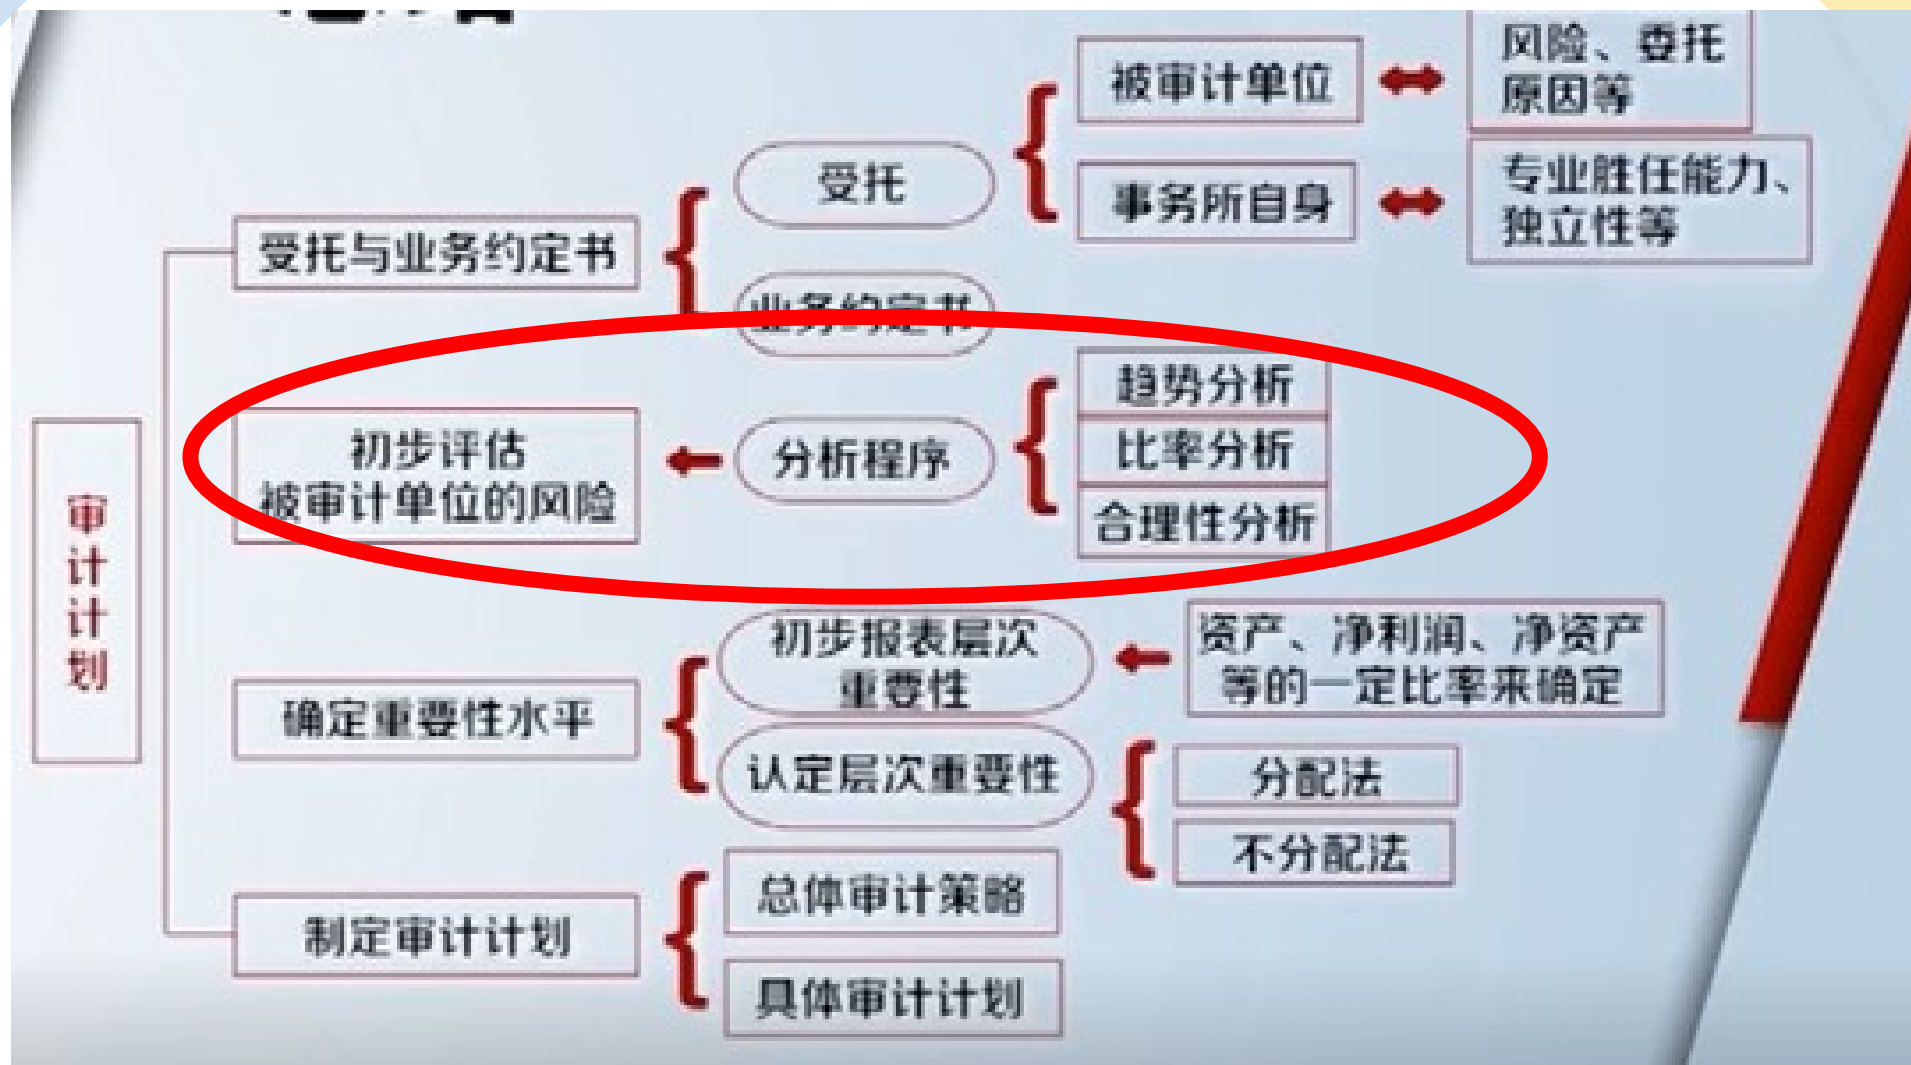 风险、委托
原因等
被审计单位
专业胜任能力、
独立性等
事务所自身
受托
受托与业务约定书
业务约定书
趋势分析
比率分析
合理性分析
分析程序
初步评估
被审计单位的风险
审计计划
初步报表层次
重要性
资产、净利润、净资产
等的一定比率来确定
确定重要性水平
认定层次重要性
分配法
不分配法
总体审计策略
制定审计计划
具体审计计划